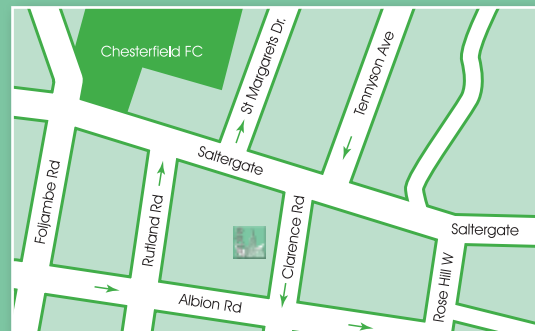 Chesterfield FC
St Margarets Dr.
Tennyson Ave
Saltergate
Foljambe Rd
Rutland Rd
Clarence Rd
Saltergate
Rose Hill W
Albion Rd